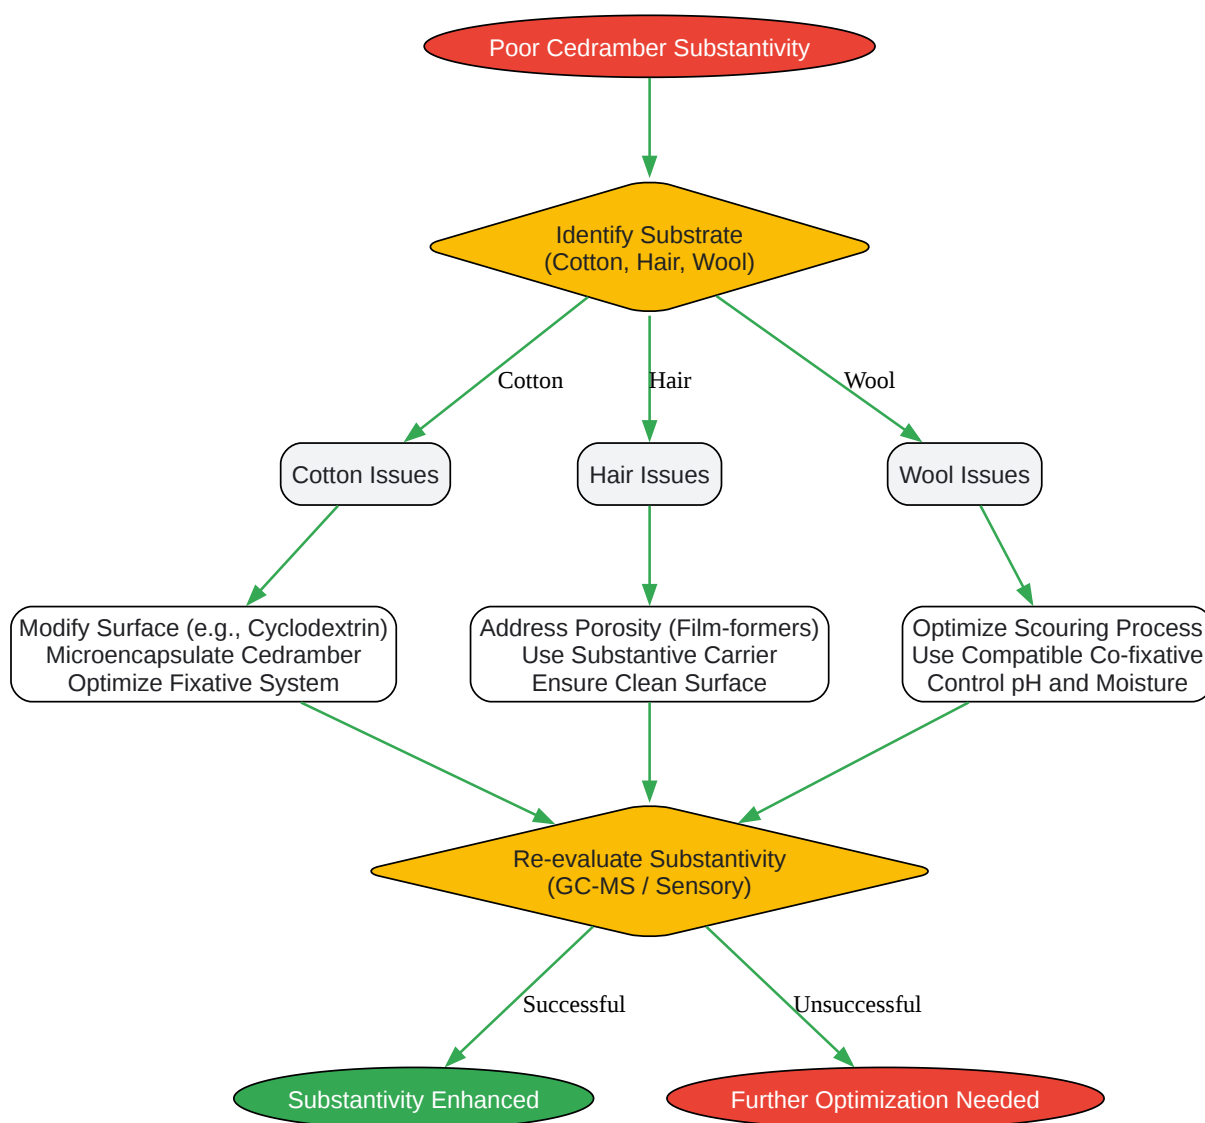 Poor Cedramber Substantivity
Identify Substrate
(Cotton, Hair, Wool)
Cotton
Hair
Wool
Cotton Issues
Hair Issues
Wool Issues
Modify Surface (e.g., Cyclodextrin)
Microencapsulate Cedramber
Optimize Fixative System
Address Porosity (Film-formers)
Use Substantive Carrier
Ensure Clean Surface
Optimize Scouring Process
Use Compatible Co-fixative
Control pH and Moisture
Re-evaluate Substantivity
(GC-MS / Sensory)
Successful
Unsuccessful
Substantivity Enhanced
Further Optimization Needed